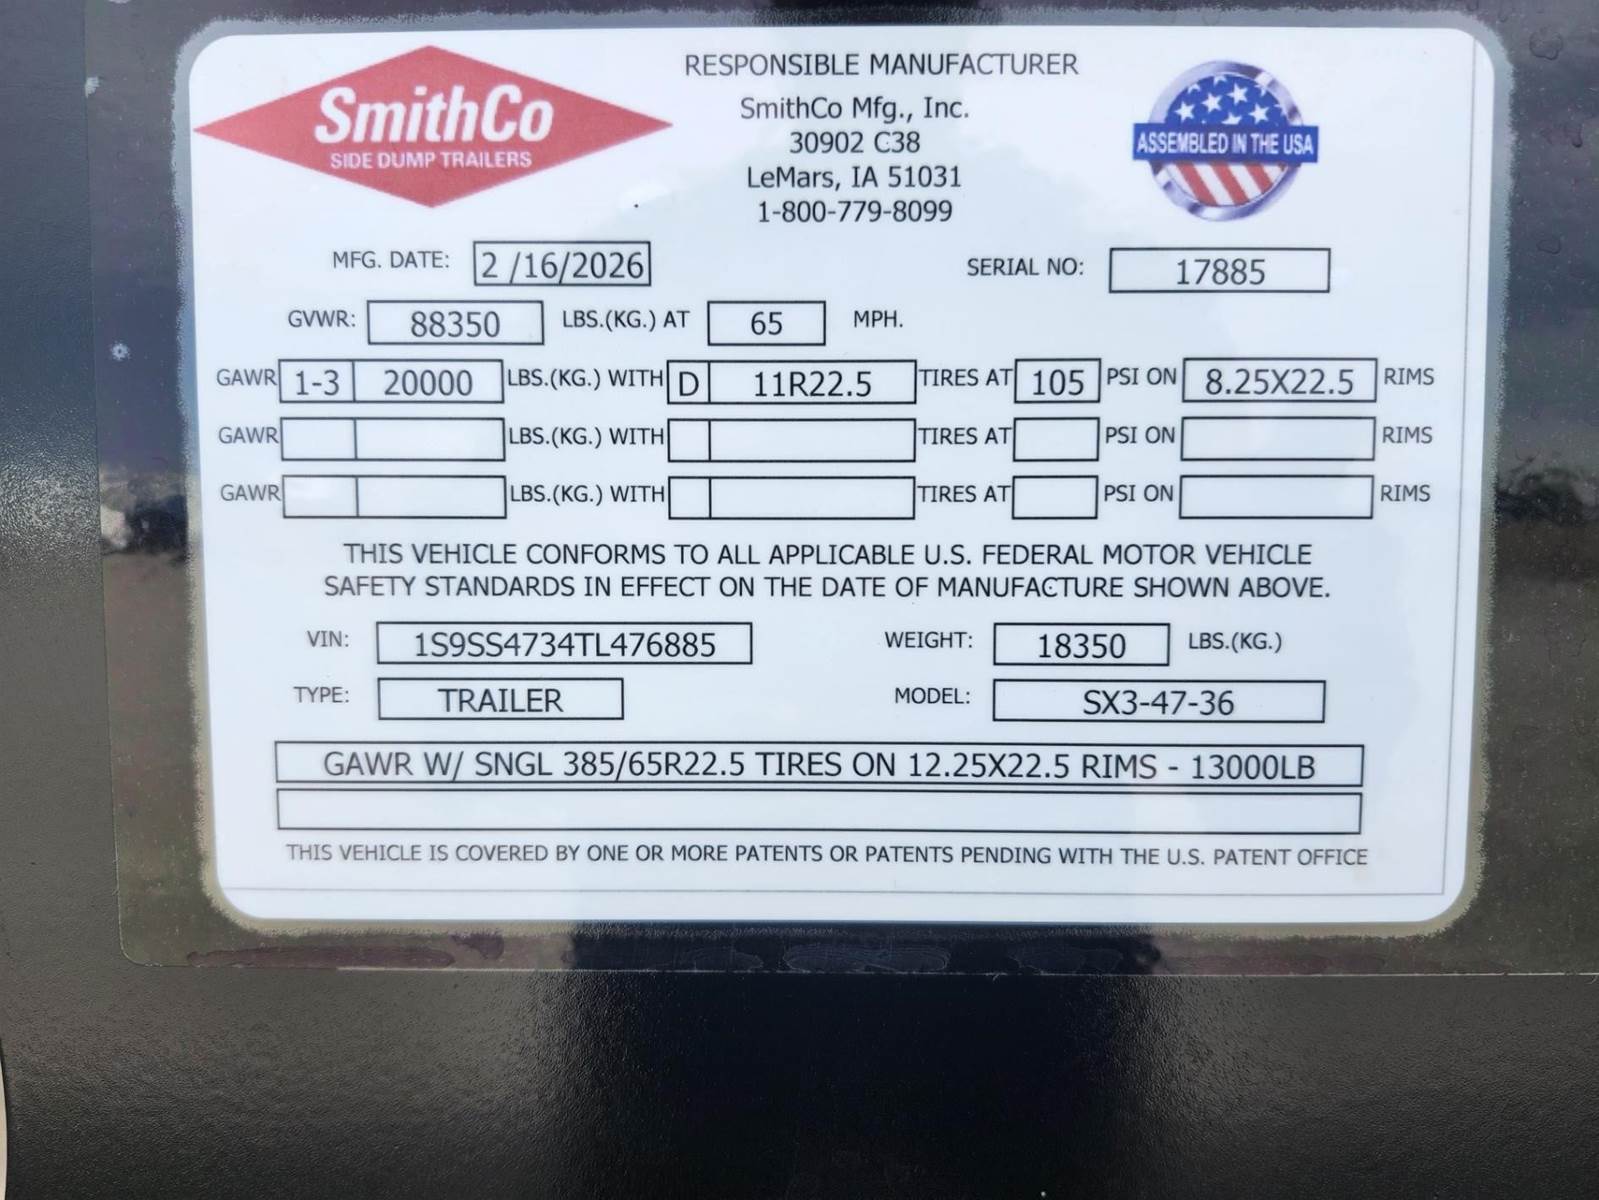 SmithCo
SIDE DUMP TRAILERS
RESPONSIBLE MANUFACTURER
SmithCo Mfg., Inc.
30902 C38
LeMars, IA 51031
1-800-779-8099
ASSEMBLED IN THE USA
MFG. DATE: 2 /16/2026 SERIAL NO: 17885
GVWR: 88350 LBS.(KG.) AT 65 MPH.
GAWR 1-3 20000 LBS.(KG.) WITH D 11R22.5 TIRES AT 105 PSI ON 8.25X22.5 RIMS
GAWR LBS.(KG.) WITH TIRES AT PSI ON RIMS
GAWR LBS.(KG.) WITH TIRES AT PSI ON RIMS
THIS VEHICLE CONFORMS TO ALL APPLICABLE U.S. FEDERAL MOTOR VEHICLE
SAFETY STANDARDS IN EFFECT ON THE DATE OF MANUFACTURE SHOWN ABOVE.
VIN: 1S9SS4734TL476885 WEIGHT: 18350 LBS.(KG.)
TYPE: TRAILER MODEL: SX3-47-36
GAWR W/ SNGL 385/65R22.5 TIRES ON 12.25X22.5 RIMS - 13000LB
THIS VEHICLE IS COVERED BY ONE OR MORE PATENTS OR PATENTS PENDING WITH THE U.S. PATENT OFFICE